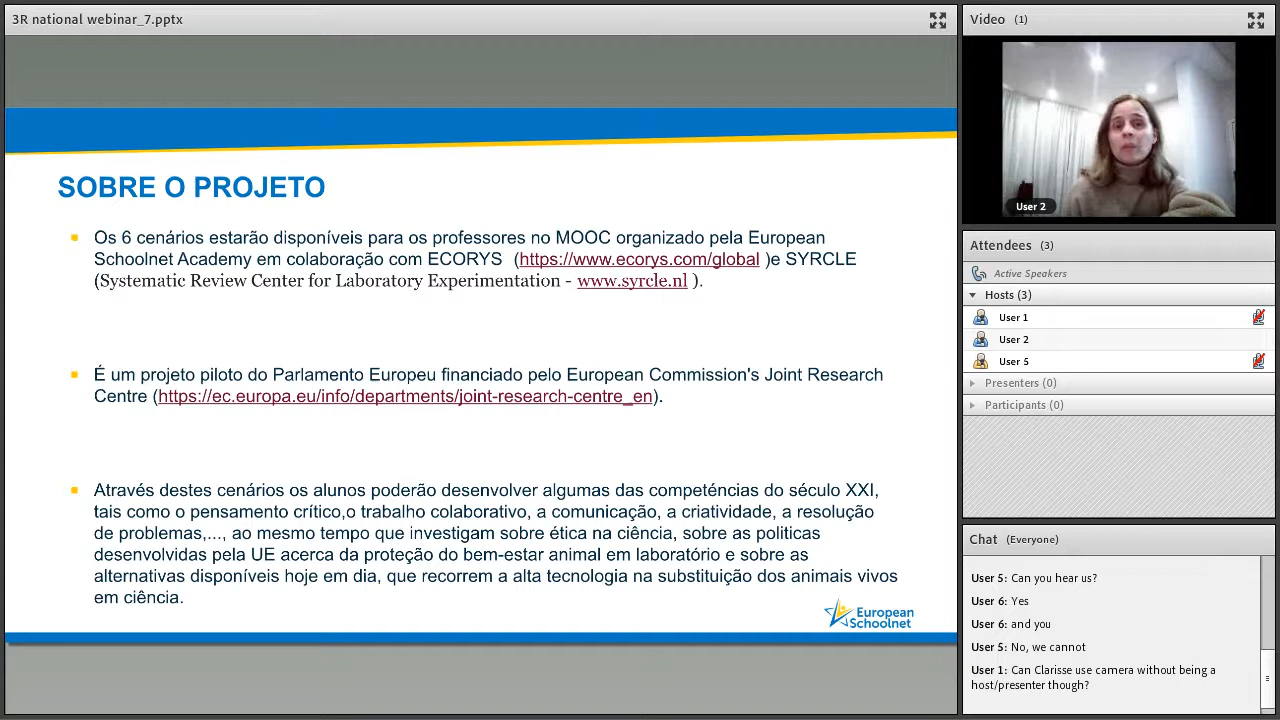 3R national webinar_7.pptx
SOBRE O PROJETO
Os 6 cenários estarão disponíveis para os professores no MOOC organizado pela European
Schoolnet Academy em colaboração com ECORYS (https://www.ecorys.com/global )e SYRCLE
(Systematic Review Center for Laboratory Experimentation - www.syrcle.nl ).
É um projeto piloto do Parlamento Europeu financiado pelo European Commission's Joint Research
Centre (https://ec.europa.eu/info/departments/joint-research-centre_en).
Através destes cenários os alunos poderão desenvolver algumas das competéncias do século XXI,
tais como o pensamento crítico,o trabalho colaborativo, a comunicação, a criatividade, a resolução
de problemas,..., ao mesmo tempo que investigam sobre ética na ciência, sobre as politicas
desenvolvidas pela UE acerca da proteção do bem-estar animal em laboratório e sobre as
alternativas disponíveis hoje em dia, que recorrem a alta tecnologia na substituição dos animais vivos
em ciência.
European
Schoolnet
Video (1)
User 2
Attendees (3)
Active Speakers
Hosts (3)
User 1
User 2
User 5
Presenters (0)
Participants (0)
Chat (Everyone)
User 5: Can you hear us?
User 6: Yes
User 6: and you
User 5: No, we cannot
User 1: Can Clarisse use camera without being a
host/presenter though?